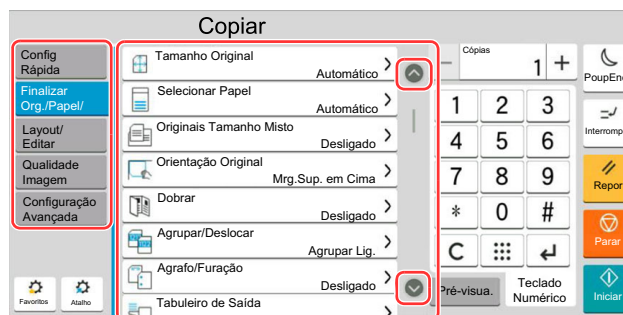 Copiar
Config
Rápida
Finalizar
Org./Papel/
Layout/
Editar
Qualidade
Imagem
Configuração
Avançada
Favoritos
Atalho
Tamanho Original
Automático
Selecionar Papel
Automático
Originais Tamanho Misto
Desligado
Orientação Original
Mrg.Sup. em Cima
Dobrar
Desligado
Agrupar/Deslocar
Agrupar Lig.
Agrafo/Furação
Desligado
Tabuleiro de Saída
Cópias
− 1 +
1 2 3
4 5 6
7 8 9
* 0 #
C
Pré-visua.
Teclado
Numérico
PoupEne
Interromp
Repor
Parar
Iniciar